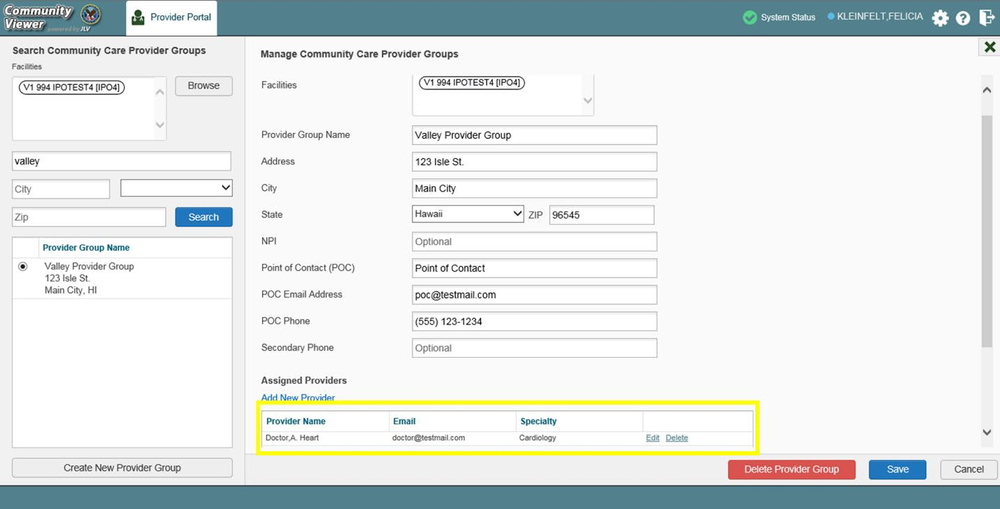 Community
Viewer powered by JLV
Provider Portal
System Status
KLEINFELT,FELICIA
Search Community Care Provider Groups
Facilities
V1 994 IPOTEST4 [IPO4]
Browse
valley
City
Zip
Search
Provider Group Name
Valley Provider Group
123 Isle St.
Main City, HI
Create New Provider Group
Manage Community Care Provider Groups
Facilities
V1 994 IPOTEST4 [IPO4]
Provider Group Name Valley Provider Group
Address 123 Isle St.
City Main City
State Hawaii ZIP 96545
NPI Optional
Point of Contact (POC) Point of Contact
POC Email Address poc@testmail.com
POC Phone (555) 123-1234
Secondary Phone Optional
Assigned Providers
Add New Provider
Provider Name Email Specialty
Doctor,A. Heart doctor@testmail.com Cardiology Edit Delete
Delete Provider Group Save Cancel